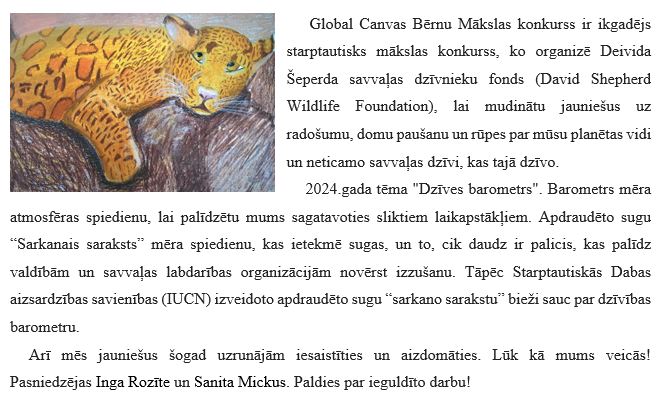 Global Canvas Bērnu Mākslas konkurss ir ikgadējs
starptautisks mākslas konkurss, ko organizē Deivida
Šeperda savvaļas dzīvnieku fonds (David Shepherd
Wildlife Foundation), lai mudinātu jauniešus uz
radošumu, domu paušanu un rūpes par mūsu planētas vidi
un neticamo savvaļas dzīvi, kas tajā dzīvo.
2024.gada tēma "Dzīves barometrs". Barometrs mēra
atmosfēras spiedienu, lai palīdzētu mums sagatavoties sliktiem laikapstākļiem. Apdraudēto sugu
“Sarkanais saraksts” mēra spiedienu, kas ietekmē sugas, un to, cik daudz ir palicis, kas palīdz
valdībām un savvaļas labdarības organizācijām novērst izzušanu. Tāpēc Starptautiskās Dabas
aizsardzības savienības (IUCN) izveidoto apdraudēto sugu “sarkano sarakstu” bieži sauc par dzīvības
barometru.
Arī mēs jauniešus šogad uzrunājām iesaistīties un aizdomāties. Lūk kā mums veicās!
Pasniedzējas Inga Rozīte un Sanita Mickus. Paldies par ieguldīto darbu!